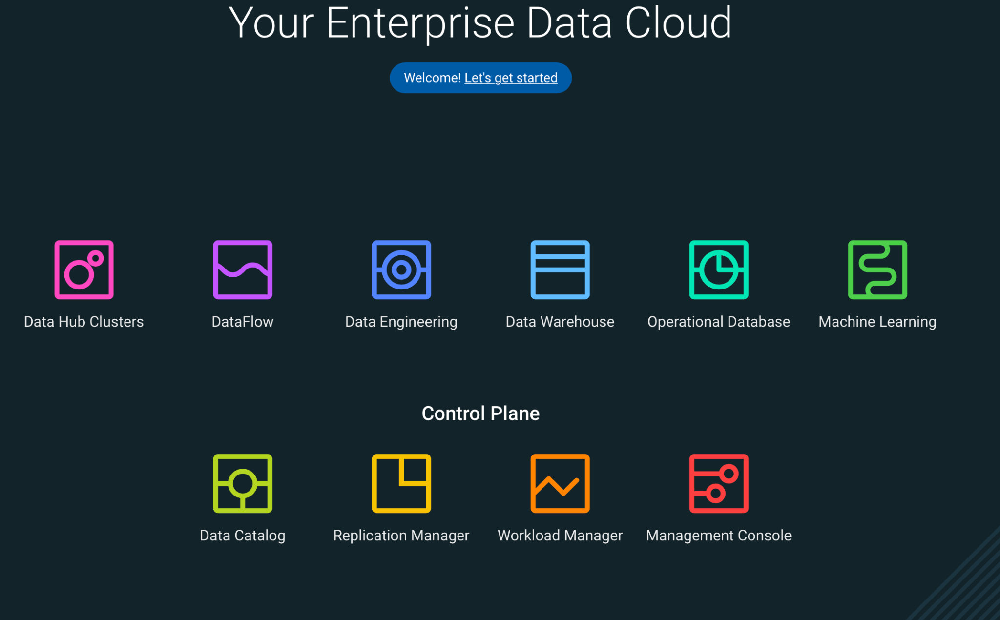 Your Enterprise Data Cloud
Welcome! Let's get started
Data Hub Clusters
DataFlow
Data Engineering
Data Warehouse
Operational Database
Machine Learning
Control Plane
Data Catalog
Replication Manager
Workload Manager
Management Console